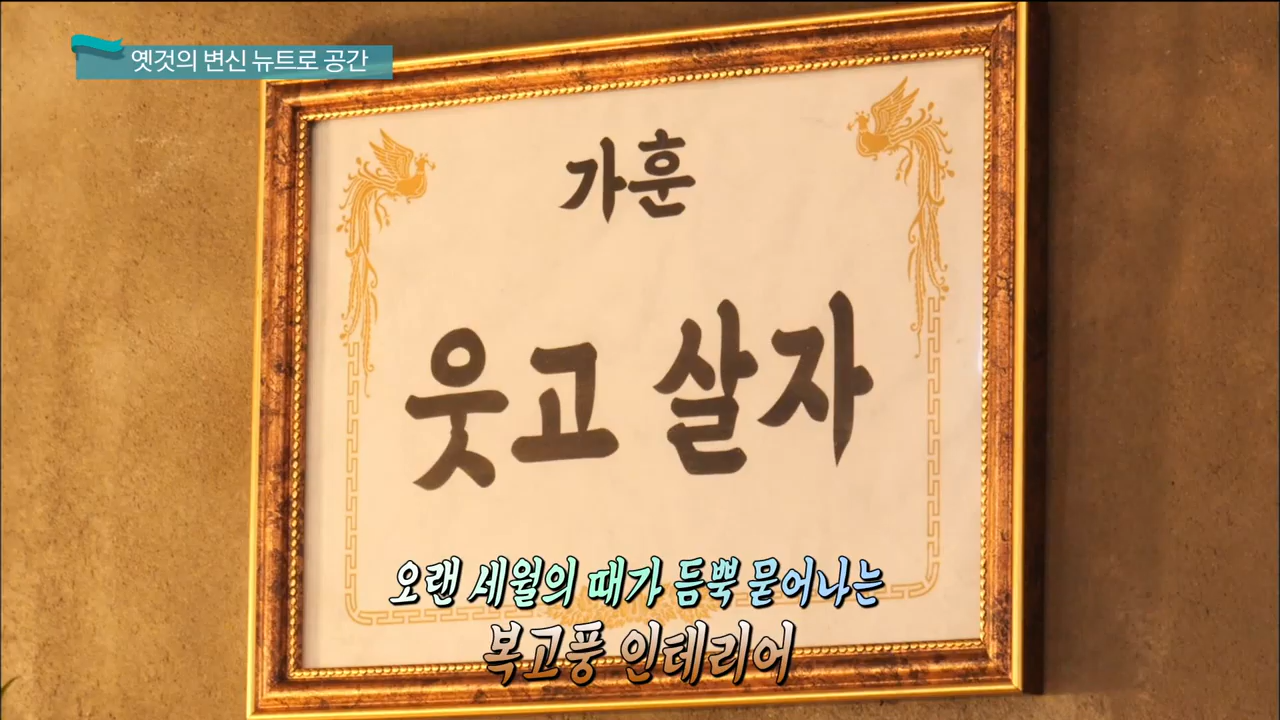 옛것의 변신 뉴트로 공간
가훈
웃고 살자
오랜 세월의 때가 듬뿍 묻어나는
복고풍 인테리어